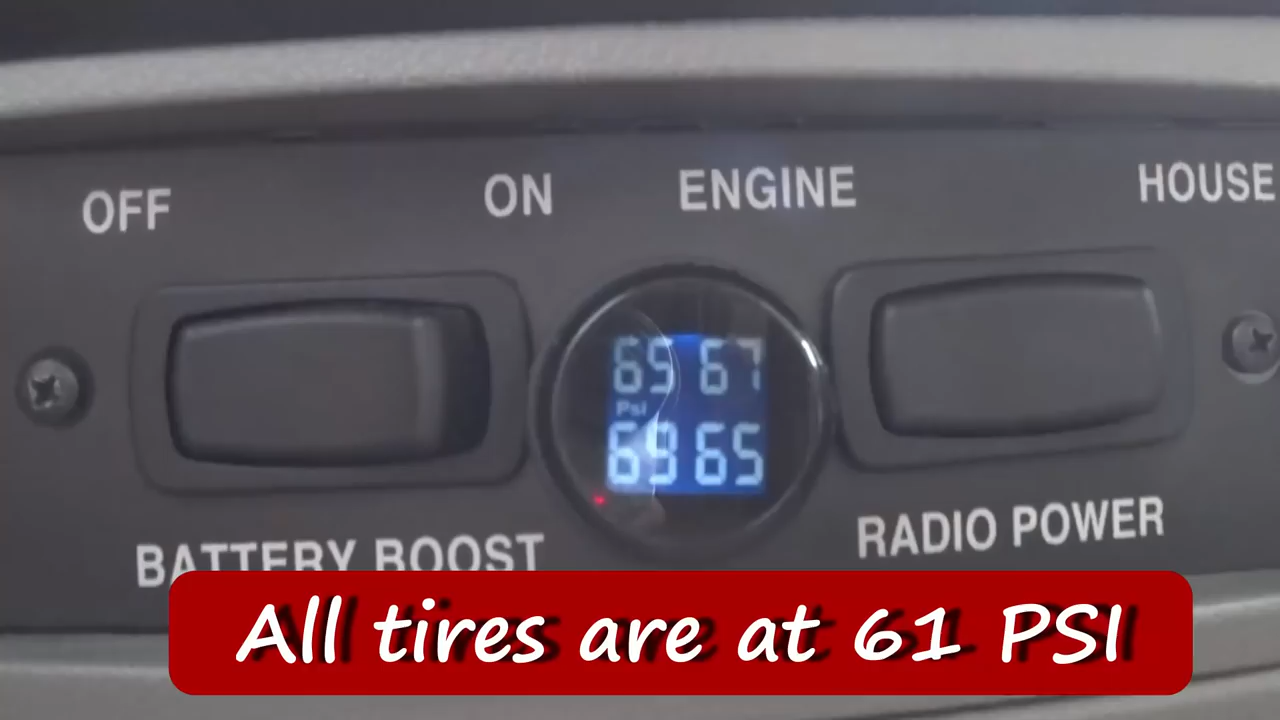 OFF ON ENGINE HOUSE
65 67
Psi
69 65
BATTERY BOOST RADIO POWER
All tires are at 61 PSI